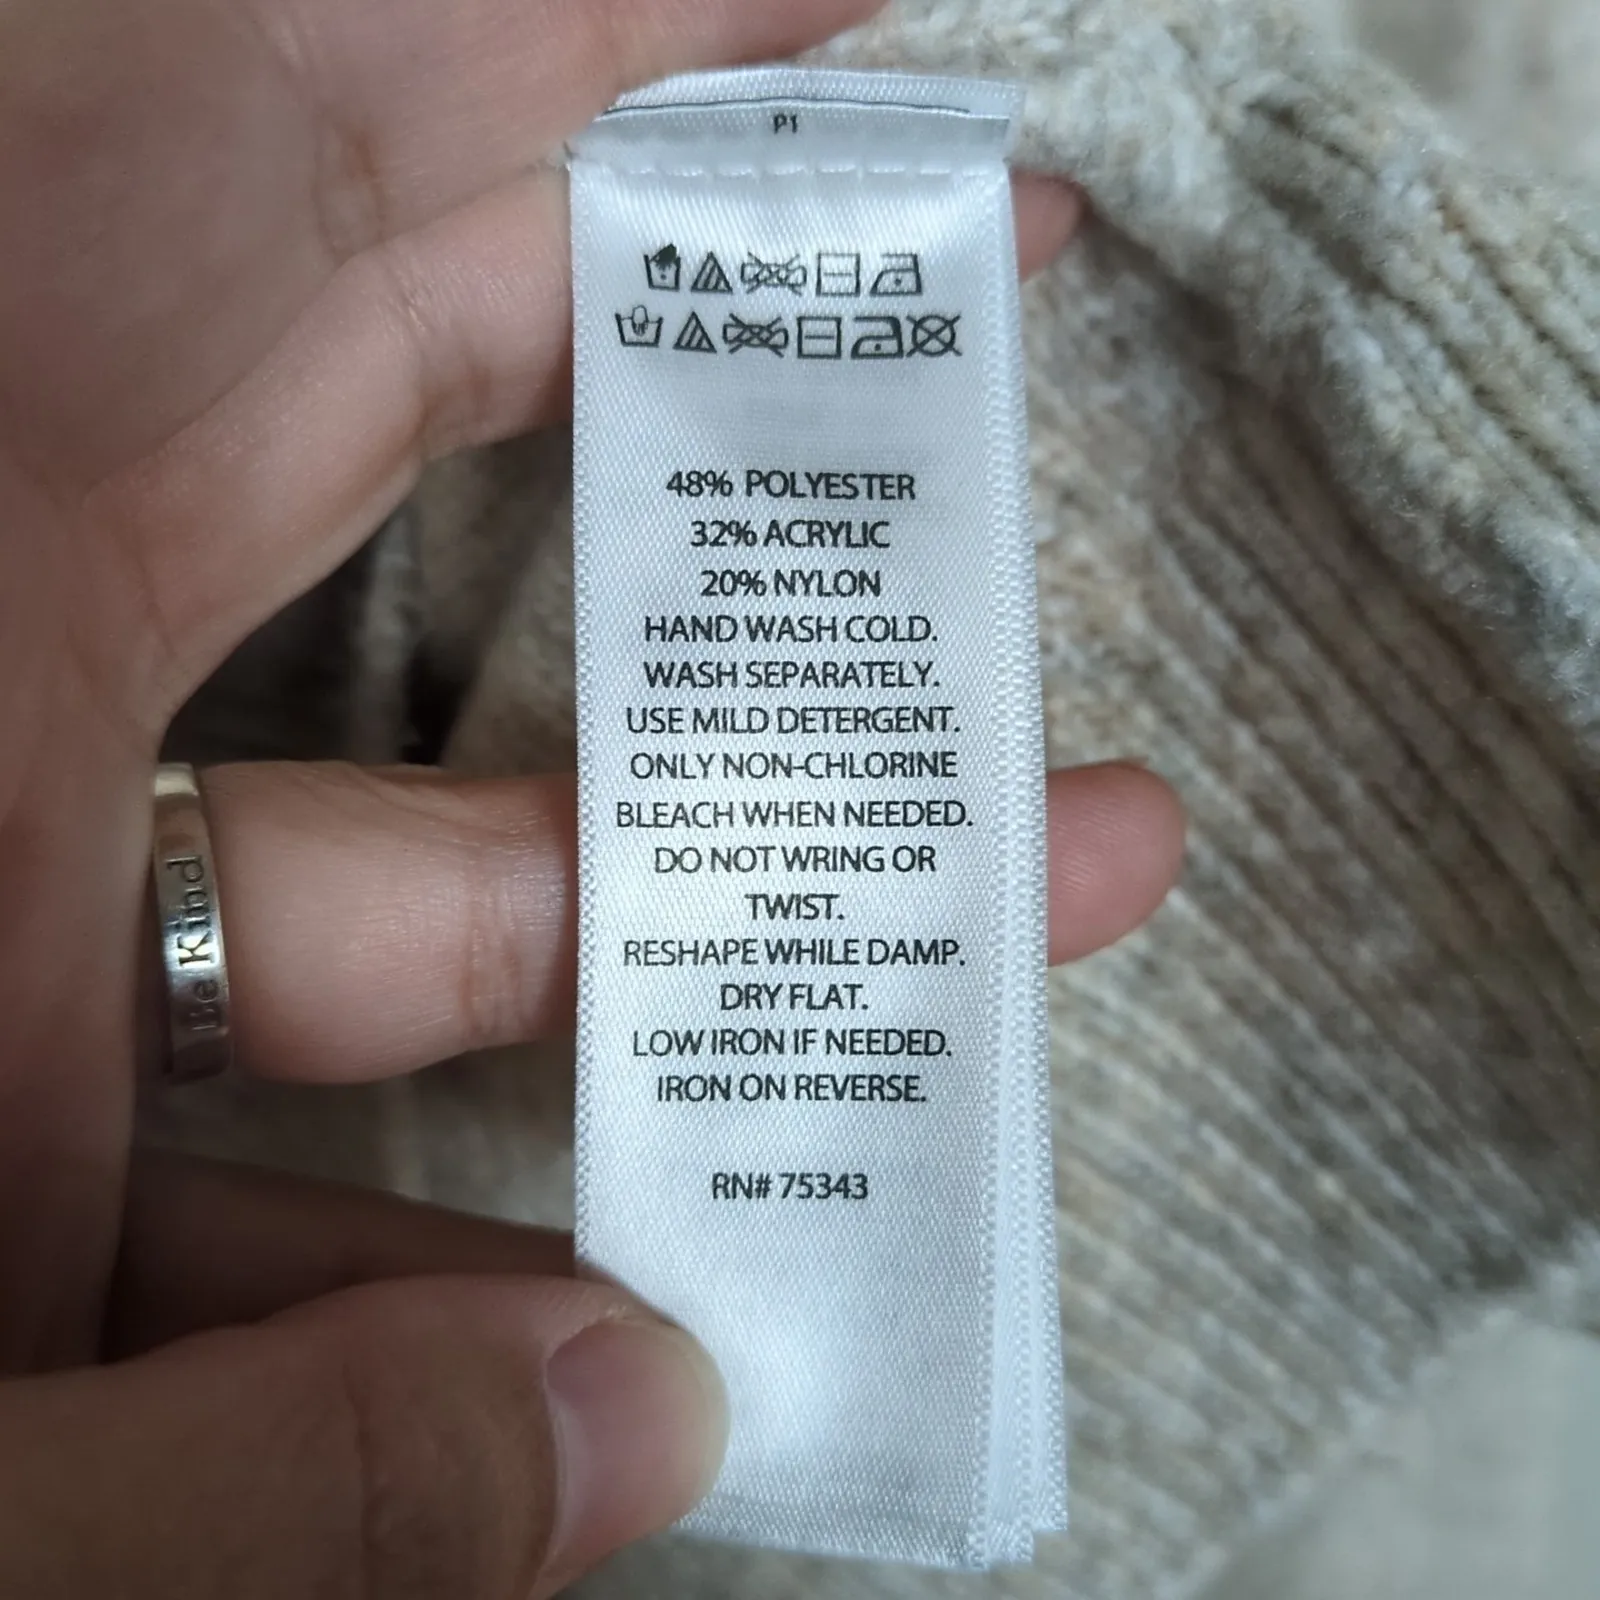 P1
48% POLYESTER
32% ACRYLIC
20% NYLON
HAND WASH COLD.
WASH SEPARATELY.
USE MILD DETERGENT.
ONLY NON-CHLORINE
BLEACH WHEN NEEDED.
DO NOT WRING OR
TWIST.
RESHAPE WHILE DAMP.
DRY FLAT.
LOW IRON IF NEEDED.
IRON ON REVERSE.
RN# 75343
Be Kind